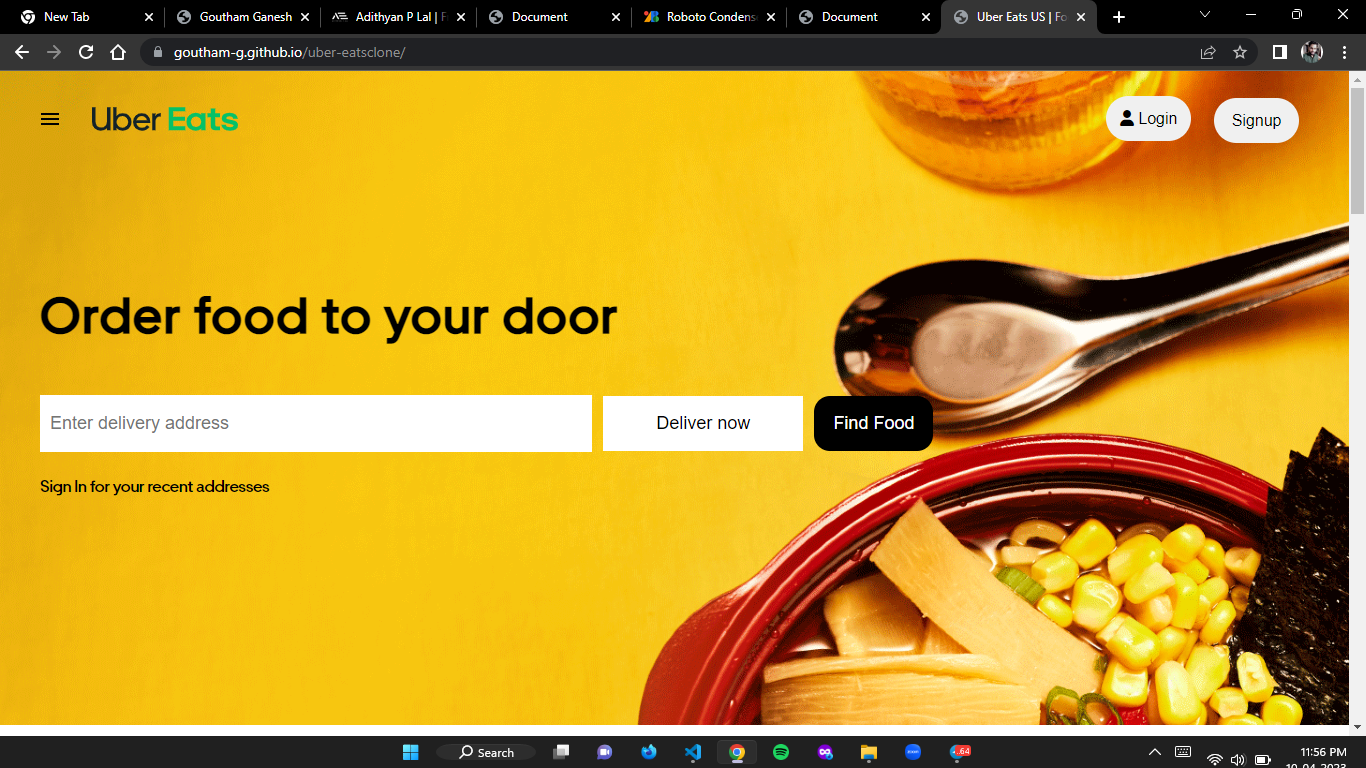 New Tab
Goutham Ganesh
Adithyan P Lal | F
Document
Roboto Condens
Document
Uber Eats US | Fo
goutham-g.github.io/uber-eatsclone/
Uber Eats
Login
Signup
Order food to your door
Enter delivery address
Deliver now
Find Food
Sign In for your recent addresses
Search
.64
11:56 PM
10-04-2023